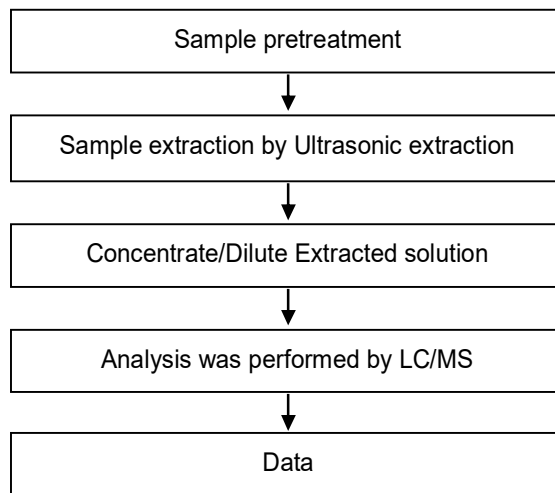 Sample pretreatment
Sample extraction by Ultrasonic extraction
Concentrate/Dilute Extracted solution
Analysis was performed by LC/MS
Data